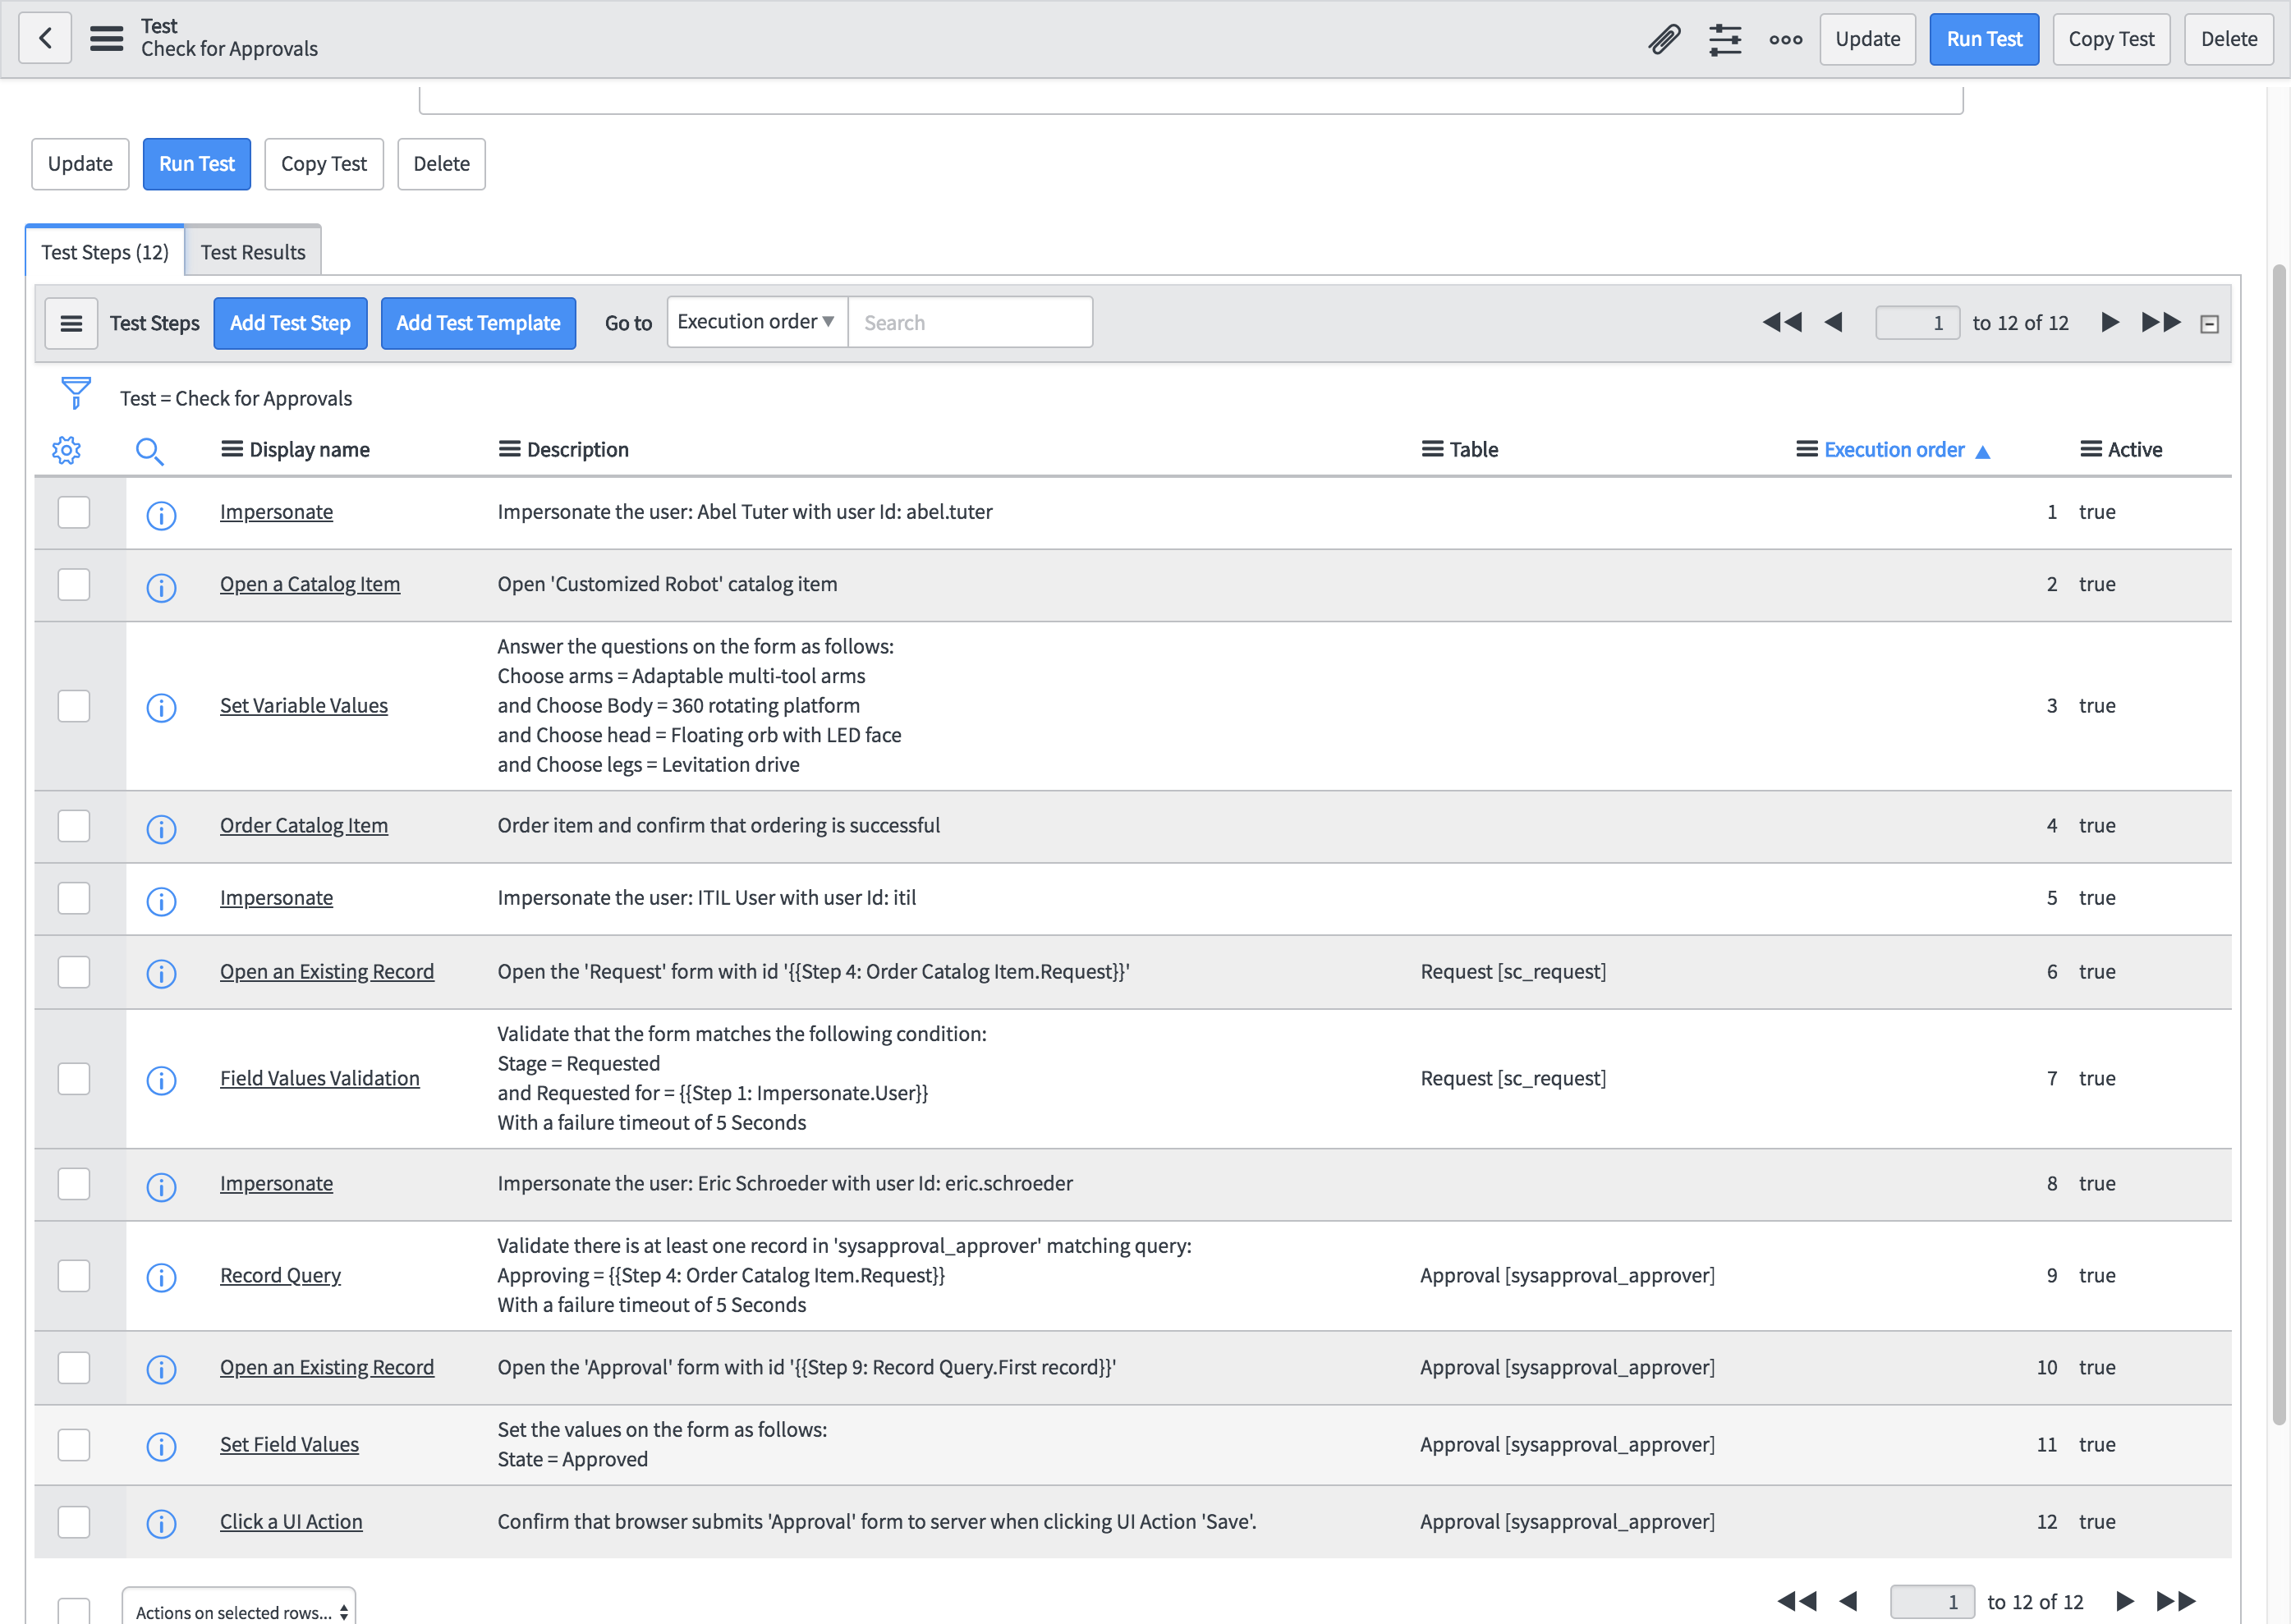 Test
Check for Approvals
Update
Run Test
Copy Test
Delete
Update
Run Test
Copy Test
Delete
Test Steps (12)
Test Results
Test Steps
Add Test Step
Add Test Template
Go to
Execution order
Search
1 to 12 of 12
Test = Check for Approvals
Display name
Description
Table
Execution order
Active
Impersonate
Impersonate the user: Abel Tuter with user Id: abel.tuter
1
true
Open a Catalog Item
Open 'Customized Robot' catalog item
2
true
Set Variable Values
Answer the questions on the form as follows:
Choose arms = Adaptable multi-tool arms
and Choose Body = 360 rotating platform
and Choose head = Floating orb with LED face
and Choose legs = Levitation drive
3
true
Order Catalog Item
Order item and confirm that ordering is successful
4
true
Impersonate
Impersonate the user: ITIL User with user Id: itil
5
true
Open an Existing Record
Open the 'Request' form with id '{{Step 4: Order Catalog Item.Request}}'
Request [sc_request]
6
true
Field Values Validation
Validate that the form matches the following condition:
Stage = Requested
and Requested for = {{Step 1: Impersonate.User}}
With a failure timeout of 5 Seconds
Request [sc_request]
7
true
Impersonate
Impersonate the user: Eric Schroeder with user Id: eric.schroeder
8
true
Record Query
Validate there is at least one record in 'sysapproval_approver' matching query:
Approving = {{Step 4: Order Catalog Item.Request}}
With a failure timeout of 5 Seconds
Approval [sysapproval_approver]
9
true
Open an Existing Record
Open the 'Approval' form with id '{{Step 9: Record Query.First record}}'
Approval [sysapproval_approver]
10
true
Set Field Values
Set the values on the form as follows:
State = Approved
Approval [sysapproval_approver]
11
true
Click a UI Action
Confirm that browser submits 'Approval' form to server when clicking UI Action 'Save'.
Approval [sysapproval_approver]
12
true
Actions on selected rows...
1 to 12 of 12